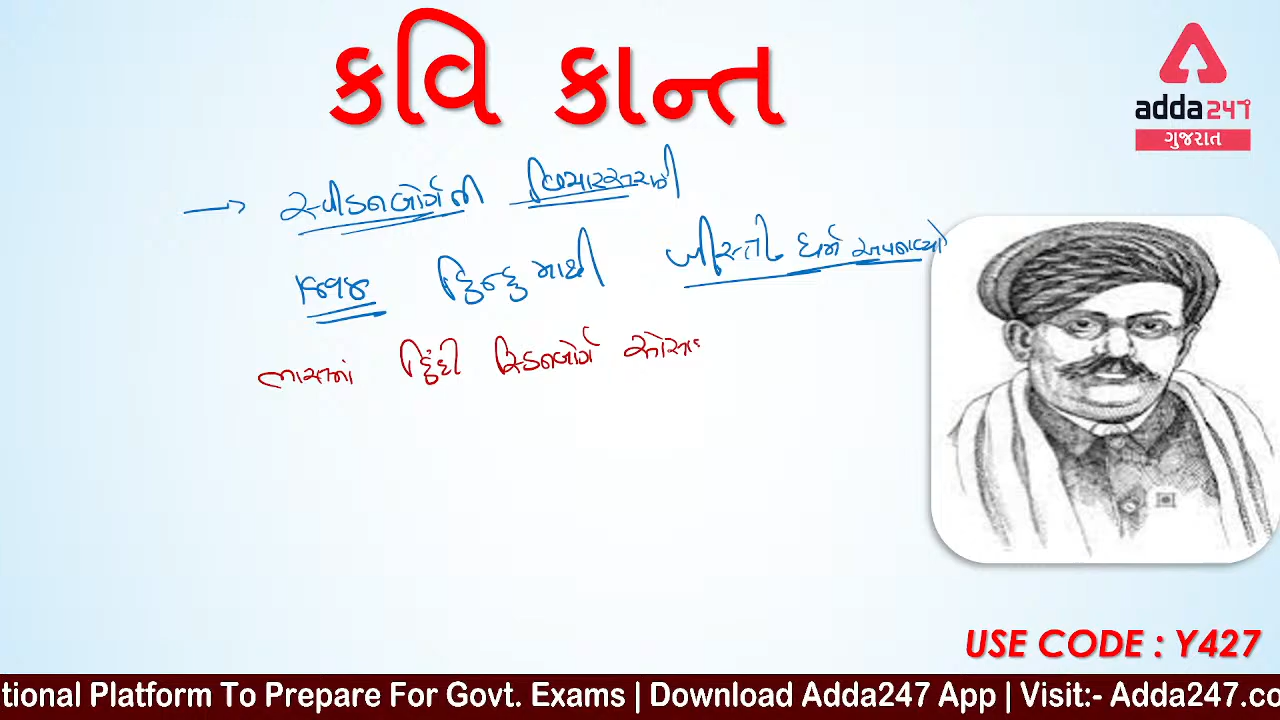 કવિ કાન્ત
adda247
ગુજરાત
→ સ્વીડનબોર્ગની વિચારસરણી
હિન્દુ માથી ખ્રીસ્તી ધર્મ અપનાવ્યો
હિંદી સ્વિડનબોર્ગ
USE CODE : Y427
tional Platform To Prepare For Govt. Exams | Download Adda247 App | Visit:- Adda247.co